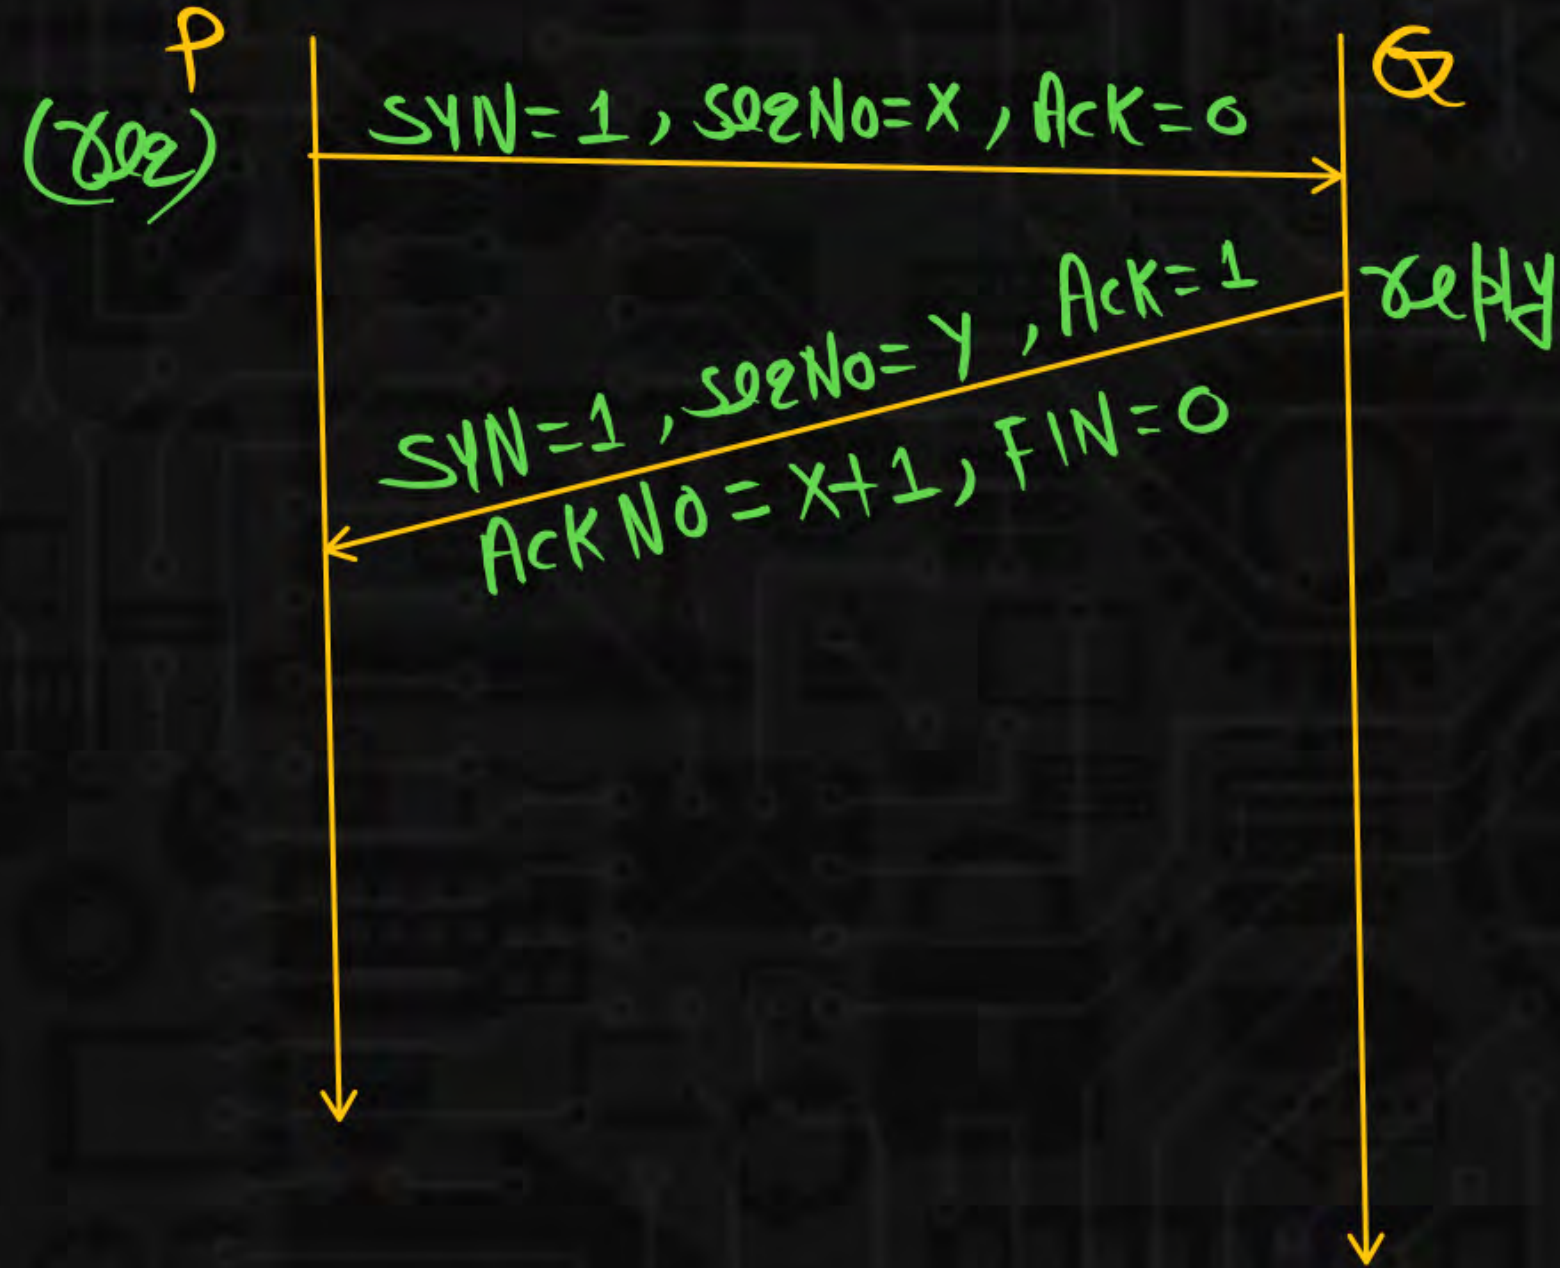 P
Q
(req)
SYN=1, seqNo=X, Ack=0
reply
SYN=1, seqNo=Y, Ack=1
AckNo=X+1, FIN=0